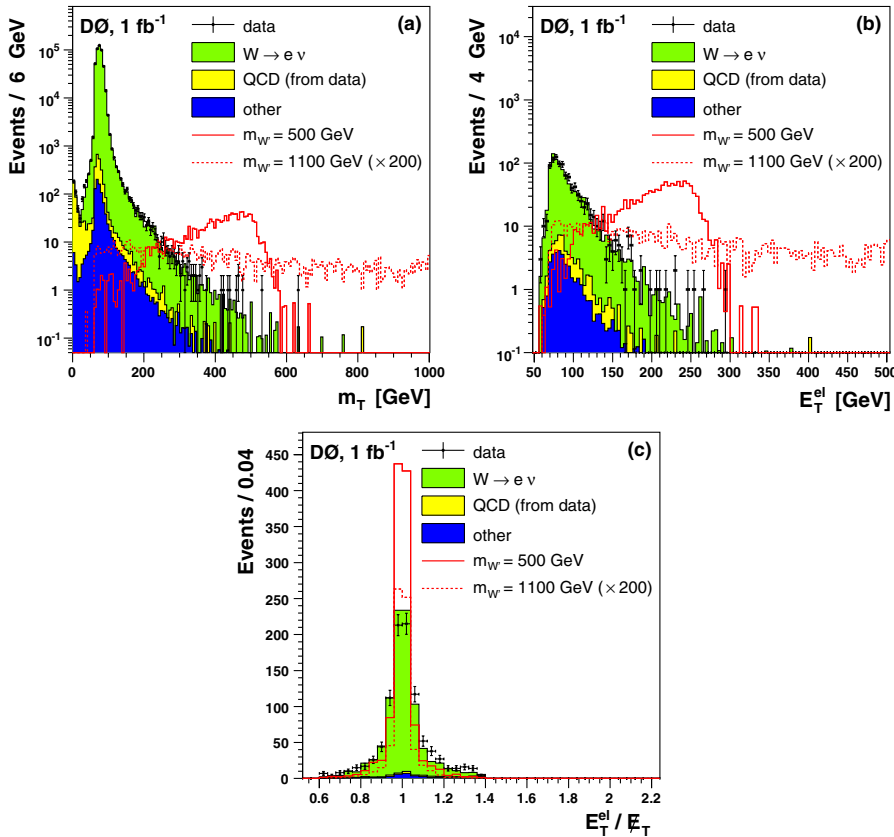 DØ, 1 fb⁻¹
(a)
data
W → e ν
QCD (from data)
other
m_W' = 500 GeV
m_W' = 1100 GeV (×200)
Events / 6 GeV
10⁵
10⁴
10³
10²
10
1
10⁻¹
0 200 400 600 800 1000
m_T [GeV]
DØ, 1 fb⁻¹
(b)
data
W → e ν
QCD (from data)
other
m_W' = 500 GeV
m_W' = 1100 GeV (×200)
Events / 4 GeV
10⁴
10³
10²
10
1
10⁻¹
50 100 150 200 250 300 350 400 450 500
E_T^el [GeV]
DØ, 1 fb⁻¹
(c)
data
W → e ν
QCD (from data)
other
m_W' = 500 GeV
m_W' = 1100 GeV (×200)
Events / 0.04
450
400
350
300
250
200
150
100
50
0
0.6 0.8 1 1.2 1.4 1.6 1.8 2 2.2
E_T^el / E̸_T